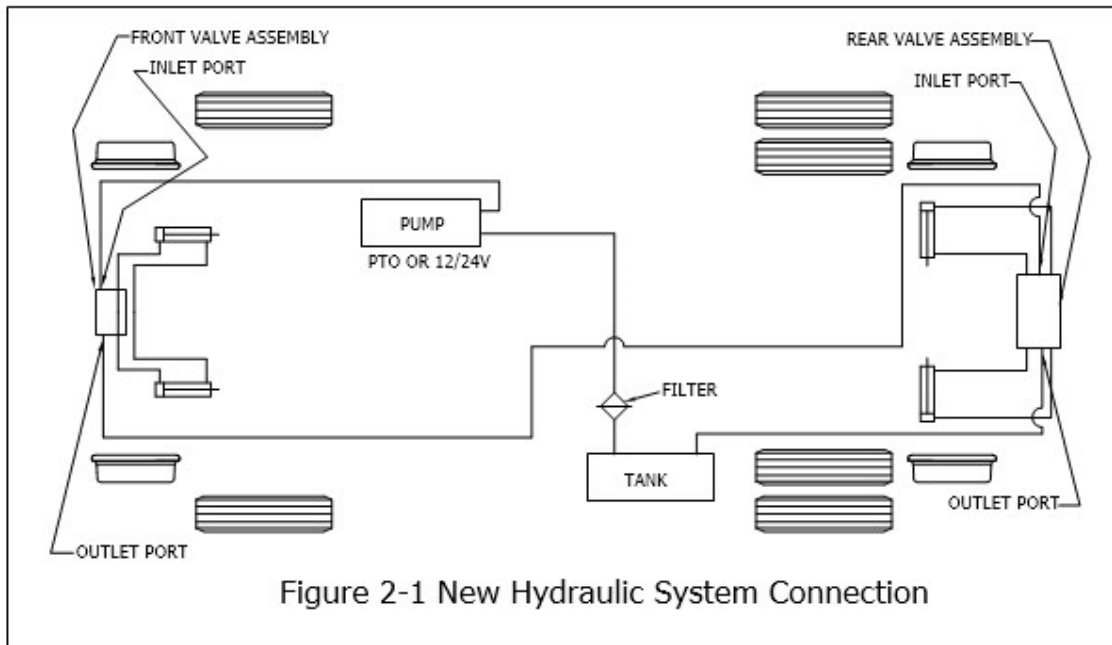 FRONT VALVE ASSEMBLY
REAR VALVE ASSEMBLY
INLET PORT
INLET PORT
PUMP
PTO OR 12/24V
FILTER
TANK
OUTLET PORT
OUTLET PORT
Figure 2-1 New Hydraulic System Connection